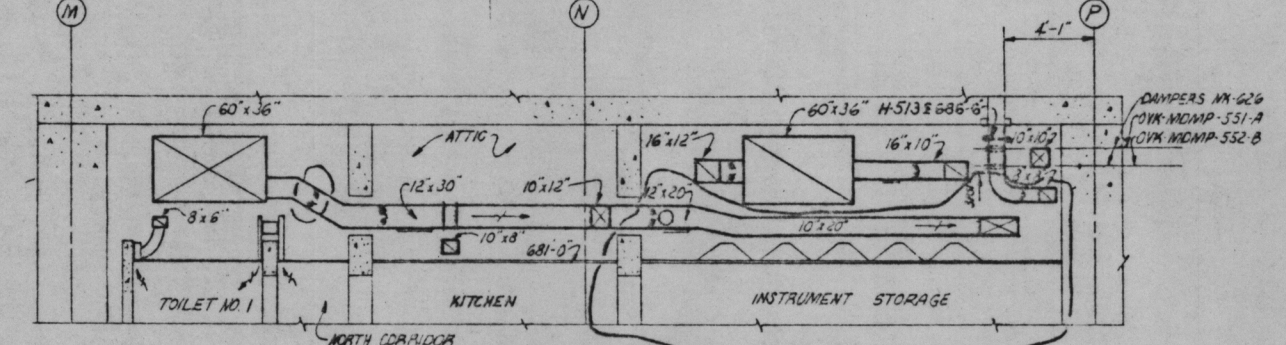 M
N
P
4'-1"
60"x36"
ATTIC
60"x36"
H-513 & 686-6"
DAMPERS NX-626
OVK-MDMP-551-A
OVK-MDMP-552-B
16"x12"
16"x10"
10"x10"
12"x30"
10"x12"
12"x20"
8"x6"
10"x8"
681'-0"
10"x20"
TOILET NO. 1
KITCHEN
INSTRUMENT STORAGE
NORTH CORRIDOR